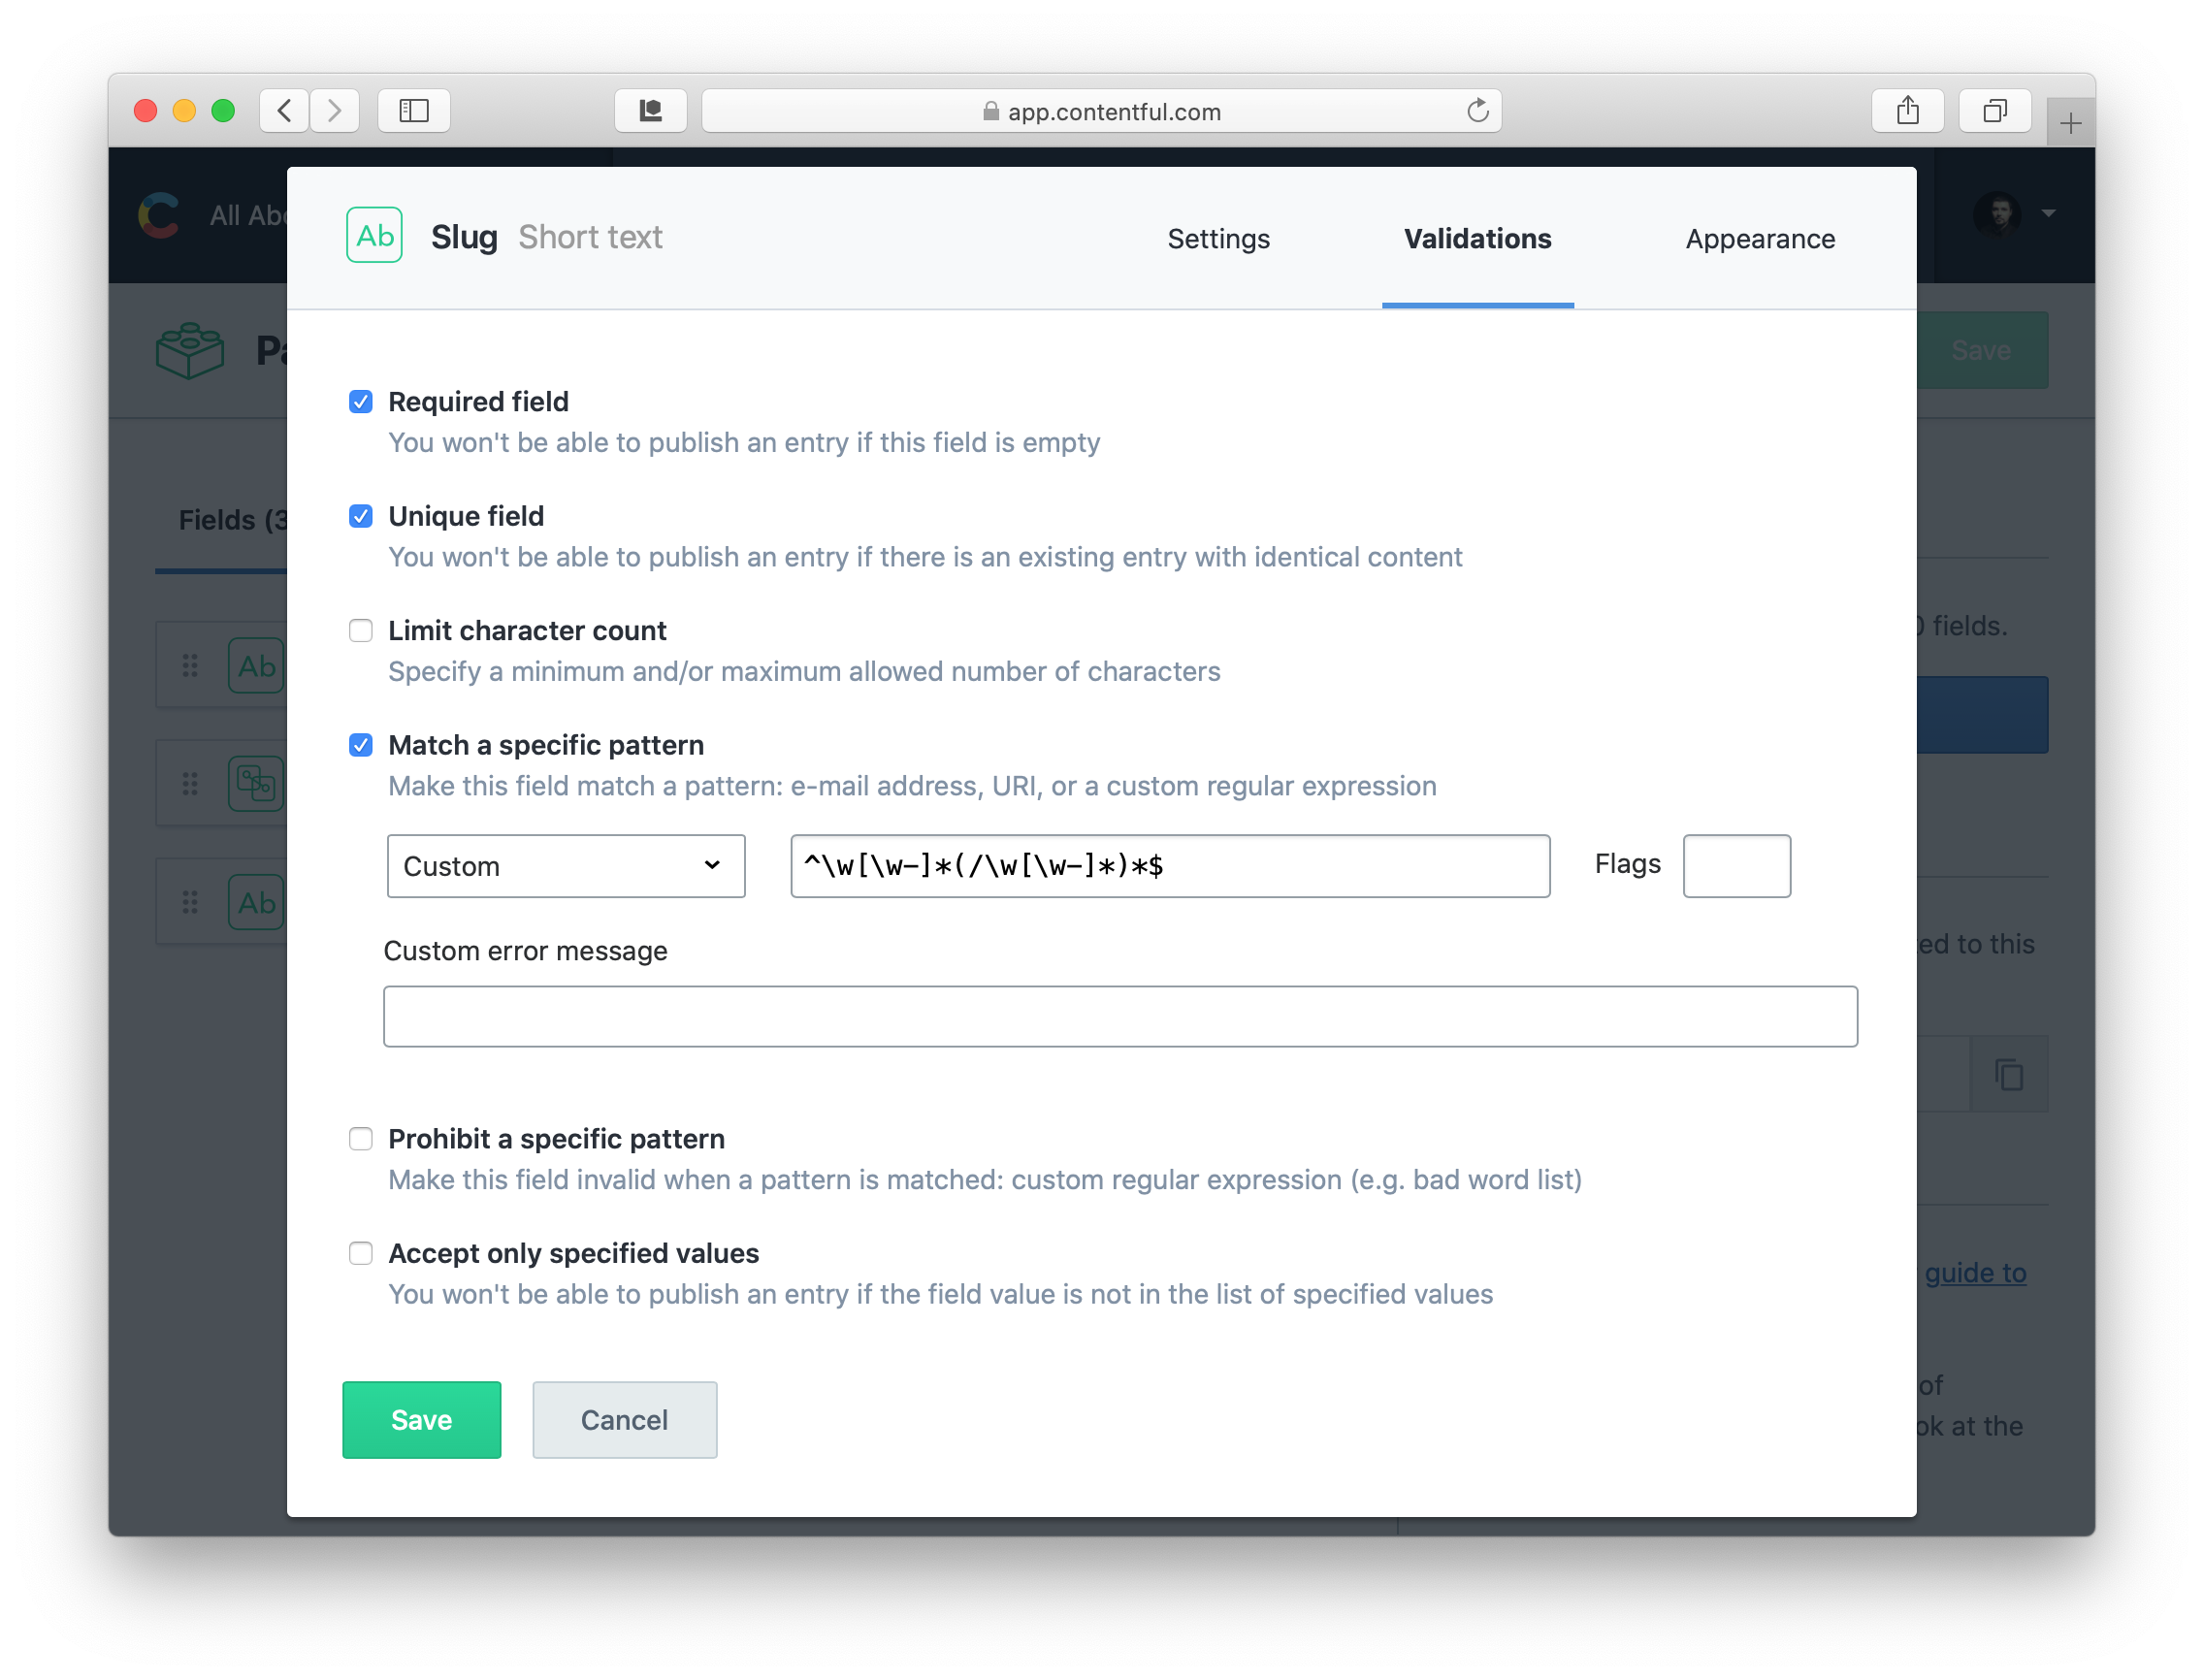 app.contentful.com
All Abo
Ab Slug Short text
Settings Validations Appearance
Save
Required field
You won't be able to publish an entry if this field is empty
Fields (3
Unique field
You won't be able to publish an entry if there is an existing entry with identical content
Limit character count
Specify a minimum and/or maximum allowed number of characters
fields.
Ab
Match a specific pattern
Make this field match a pattern: e-mail address, URI, or a custom regular expression
Custom ^\w[\w-]*(/\w[\w-]*)*$ Flags
Ab
Custom error message
ed to this
Prohibit a specific pattern
Make this field invalid when a pattern is matched: custom regular expression (e.g. bad word list)
Accept only specified values
You won't be able to publish an entry if the field value is not in the list of specified values
guide to
of
ok at the
Save Cancel